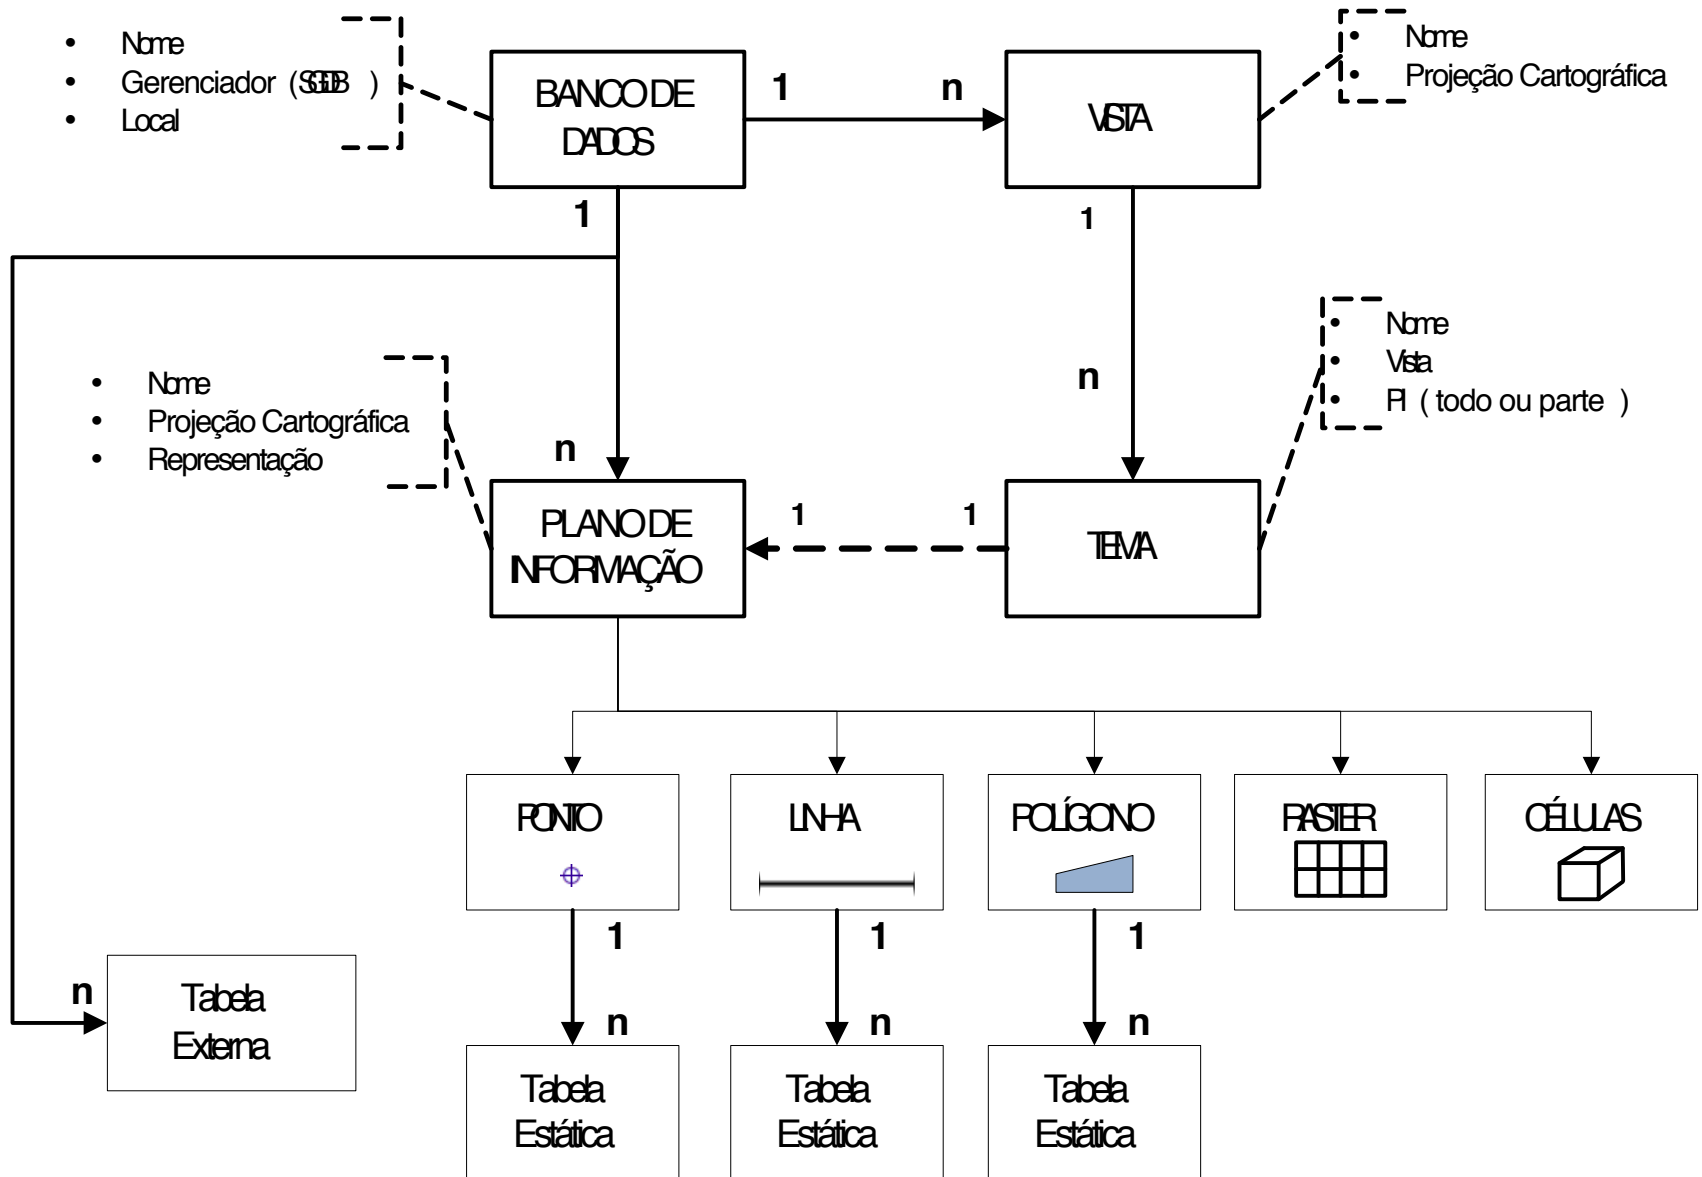 • Nome
• Gerenciador (SGDB )
• Local
BANCO DE
DADOS
1
n
VISTA
• Nome
• Projeção Cartográfica
1
1
• Nome
• Vista
• PI ( todo ou parte )
n
• Nome
• Projeção Cartográfica
• Representação
n
PLANO DE
INFORMAÇÃO
1
1
TEMA
PONTO
LINHA
POLÍGONO
RASTER
CÉLULAS
1
1
1
n
Tabela
Externa
n
n
n
Tabela
Estática
Tabela
Estática
Tabela
Estática